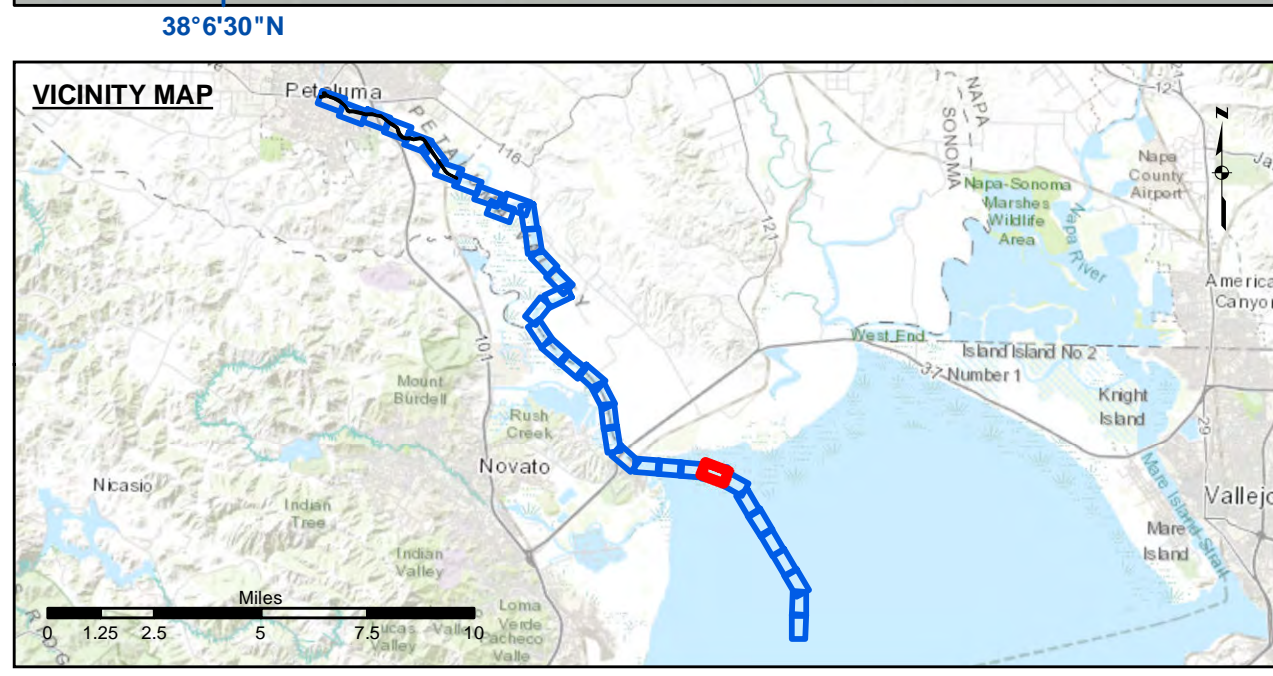 38°6'30"N
VICINITY MAP
Petaluma
12
116
NAPA
SONOMA
Napa
County
Airport
Napa-Sonoma
Marshes
Wildlife
Area
Napa River
N
121
101
America
Canyon
West End
Island Island No 2
Number 1
37
Knight
Island
29
Mount
Burdell
Rush
Creek
Novato
Nicasio
Indian
Tree
Indian
Valley
Mare Island Strait
Vallejo
Mare
Island
Miles
0 1.25 2.5 5 7.5 10
Loma
Verde
Lucas Valley
Pacheco
Valley
Valle